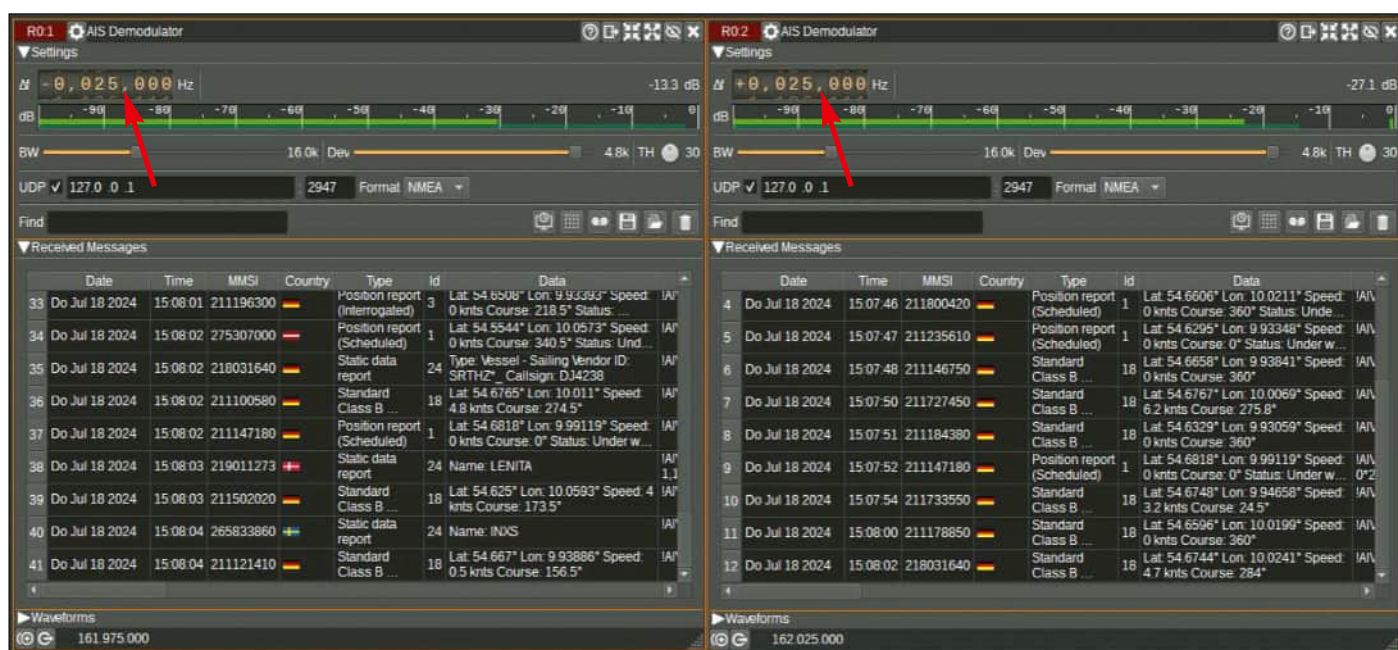 R0:1 AIS Demodulator
Settings
Δf -0,025,000 Hz -13.3 dB
dB -90 -80 -70 -60 -50 -40 -30 -20 -10 0
BW 16.0k Dev 4.8k TH 30
UDP 127.0 .0 .1 : 2947 Format NMEA
Find
Received Messages
Date Time MMSI Country Type Id Data
33 Do Jul 18 2024 15:08:01 211196300 Position report (Interrogated) 3 Lat: 54.6508° Lon: 9.93393° Speed: 0 knts Course: 218.5° Status: ...
34 Do Jul 18 2024 15:08:02 275307000 Position report (Scheduled) 1 Lat: 54.5544° Lon: 10.0573° Speed: 0 knts Course: 340.5° Status: Und...
35 Do Jul 18 2024 15:08:02 218031640 Static data report 24 Type: Vessel - Sailing Vendor ID: SRTHZ*_ Callsign: DJ4238
36 Do Jul 18 2024 15:08:02 211100580 Standard Class B ... 18 Lat: 54.6765° Lon: 10.011° Speed: 4.8 knts Course: 274.5°
37 Do Jul 18 2024 15:08:02 211147180 Position report (Scheduled) 1 Lat: 54.6818° Lon: 9.99119° Speed: 0 knts Course: 0° Status: Under w...
38 Do Jul 18 2024 15:08:03 219011273 Static data report 24 Name: LENITA 1,1
39 Do Jul 18 2024 15:08:03 211502020 Standard Class B ... 18 Lat: 54.625° Lon: 10.0593° Speed: 4 knts Course: 173.5°
40 Do Jul 18 2024 15:08:04 265833860 Static data report 24 Name: INXS
41 Do Jul 18 2024 15:08:04 211121410 Standard Class B ... 18 Lat: 54.667° Lon: 9.93886° Speed: 0.5 knts Course: 156.5°
Waveforms
161.975.000
R0:2 AIS Demodulator
Settings
Δf +0,025,000 Hz -27.1 dB
dB -90 -80 -70 -60 -50 -40 -30 -20 -10 0
BW 16.0k Dev 4.8k TH 30
UDP 127.0 .0 .1 : 2947 Format NMEA
Find
Received Messages
Date Time MMSI Country Type Id Data
4 Do Jul 18 2024 15:07:46 211800420 Position report (Scheduled) 1 Lat: 54.6606° Lon: 10.0211° Speed: 0 knts Course: 360° Status: Unde...
5 Do Jul 18 2024 15:07:47 211235610 Position report (Scheduled) 1 Lat: 54.6295° Lon: 9.93348° Speed: 0 knts Course: 0° Status: Under w...
6 Do Jul 18 2024 15:07:48 211146750 Standard Class B ... 18 Lat: 54.6658° Lon: 9.93841° Speed: 0 knts Course: 360°
7 Do Jul 18 2024 15:07:50 211727450 Standard Class B ... 18 Lat: 54.6767° Lon: 10.0069° Speed: 6.2 knts Course: 275.8°
8 Do Jul 18 2024 15:07:51 211184380 Standard Class B ... 18 Lat: 54.6329° Lon: 9.93059° Speed: 0 knts Course: 360°
9 Do Jul 18 2024 15:07:52 211147180 Position report (Scheduled) 1 Lat: 54.6818° Lon: 9.99119° Speed: 0 knts Course: 0° Status: Under w... 0*2
10 Do Jul 18 2024 15:07:54 211733550 Standard Class B ... 18 Lat: 54.6748° Lon: 9.94658° Speed: 3.2 knts Course: 24.5°
11 Do Jul 18 2024 15:08:00 211178850 Standard Class B ... 18 Lat: 54.6596° Lon: 10.0199° Speed: 0 knts Course: 360°
12 Do Jul 18 2024 15:08:02 218031640 Standard Class B ... 18 Lat: 54.6744° Lon: 10.0241° Speed: 4.7 knts Course: 284°
Waveforms
162.025.000